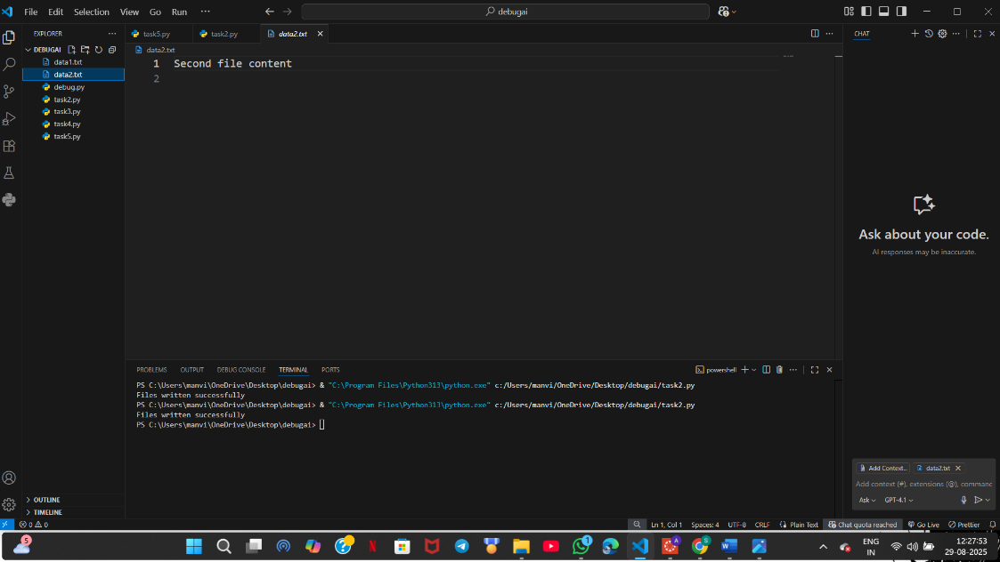 File Edit Selection View Go Run ···
debugai
EXPLORER ···
DEBUGAI
data1.txt
data2.txt
debug.py
task2.py
task3.py
task4.py
task5.py
OUTLINE
TIMELINE
task5.py task2.py data2.txt
data2.txt
1 Second file content
2
PROBLEMS OUTPUT DEBUG CONSOLE TERMINAL PORTS
powershell
PS C:\Users\manvi\OneDrive\Desktop\debugai> & "C:\Program Files\Python313\python.exe" c:/Users/manvi/OneDrive/Desktop/debugai/task2.py
Files written successfully
PS C:\Users\manvi\OneDrive\Desktop\debugai> & "C:\Program Files\Python313\python.exe" c:/Users/manvi/OneDrive/Desktop/debugai/task2.py
Files written successfully
PS C:\Users\manvi\OneDrive\Desktop\debugai>
CHAT
Ask about your code.
AI responses may be inaccurate.
Add Context... data2.txt
Add context (#), extensions (@), commanc
Ask GPT-4.1
0 0
Ln 1, Col 1 Spaces: 4 UTF-8 CRLF Plain Text Chat quota reached Go Live Prettier
5
1
A
S
ENG
IN
12:27:53
29-08-2025